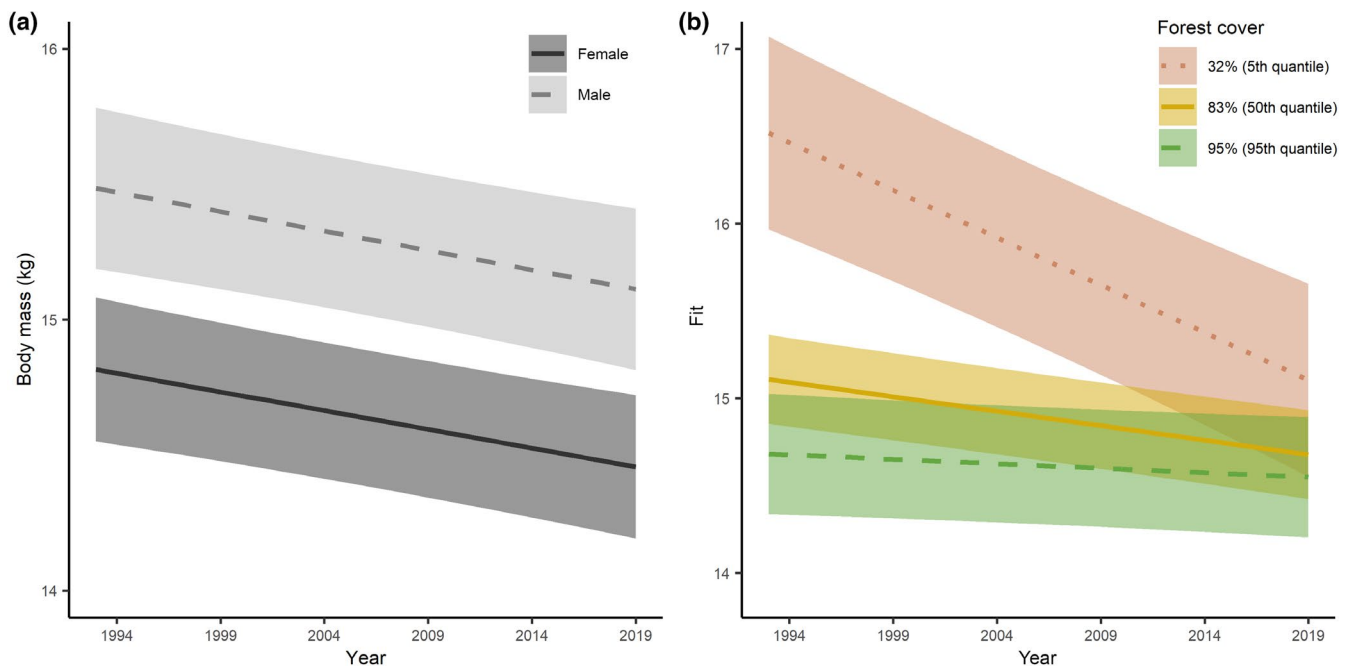 (a)
16
15
14
Body mass (kg)
Female
Male
1994 1999 2004 2009 2014 2019
Year
(b)
17
16
15
14
Fit
Forest cover
32% (5th quantile)
83% (50th quantile)
95% (95th quantile)
1994 1999 2004 2009 2014 2019
Year